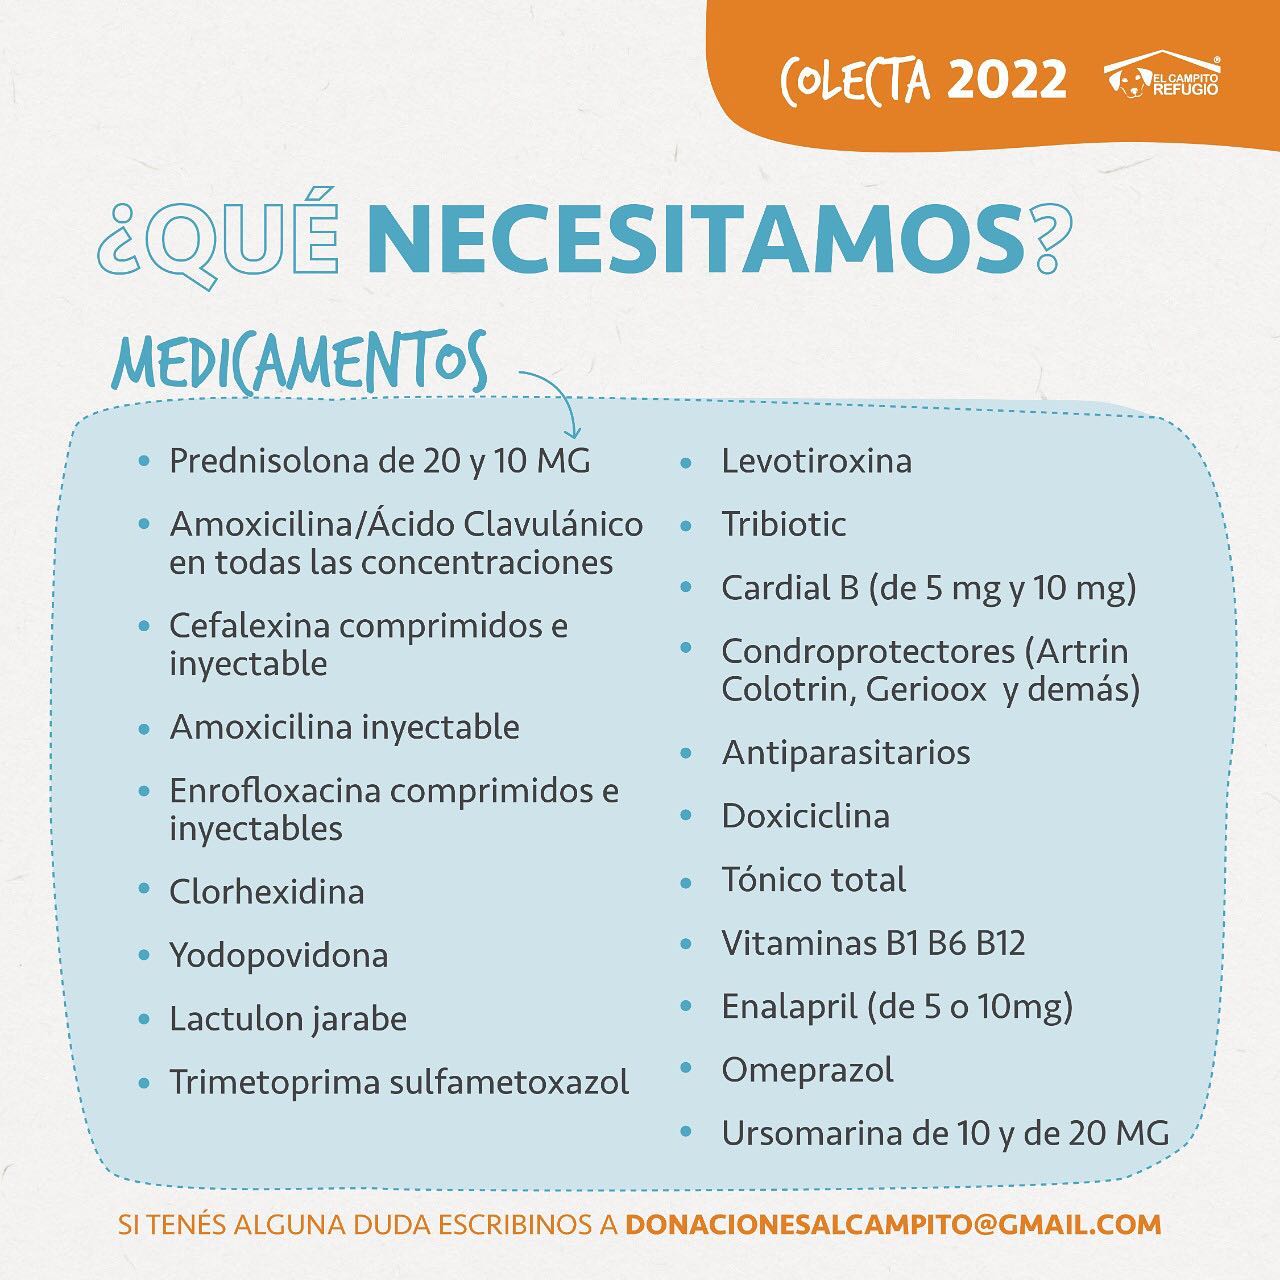 COLECTA 2022
EL CAMPITO
REFUGIO
®
¿QUÉ NECESITAMOS?
MEDICAMENTOS
• Prednisolona de 20 y 10 MG
• Amoxicilina/Ácido Clavulánico
en todas las concentraciones
• Cefalexina comprimidos e
inyectable
• Amoxicilina inyectable
• Enrofloxacina comprimidos e
inyectables
• Clorhexidina
• Yodopovidona
• Lactulon jarabe
• Trimetoprima sulfametoxazol
• Levotiroxina
• Tribiotic
• Cardial B (de 5 mg y 10 mg)
• Condroprotectores (Artrin
Colotrin, Gerioox y demás)
• Antiparasitarios
• Doxiciclina
• Tónico total
• Vitaminas B1 B6 B12
• Enalapril (de 5 o 10mg)
• Omeprazol
• Ursomarina de 10 y de 20 MG
SI TENÉS ALGUNA DUDA ESCRIBINOS A DONACIONESALCAMPITO@GMAIL.COM